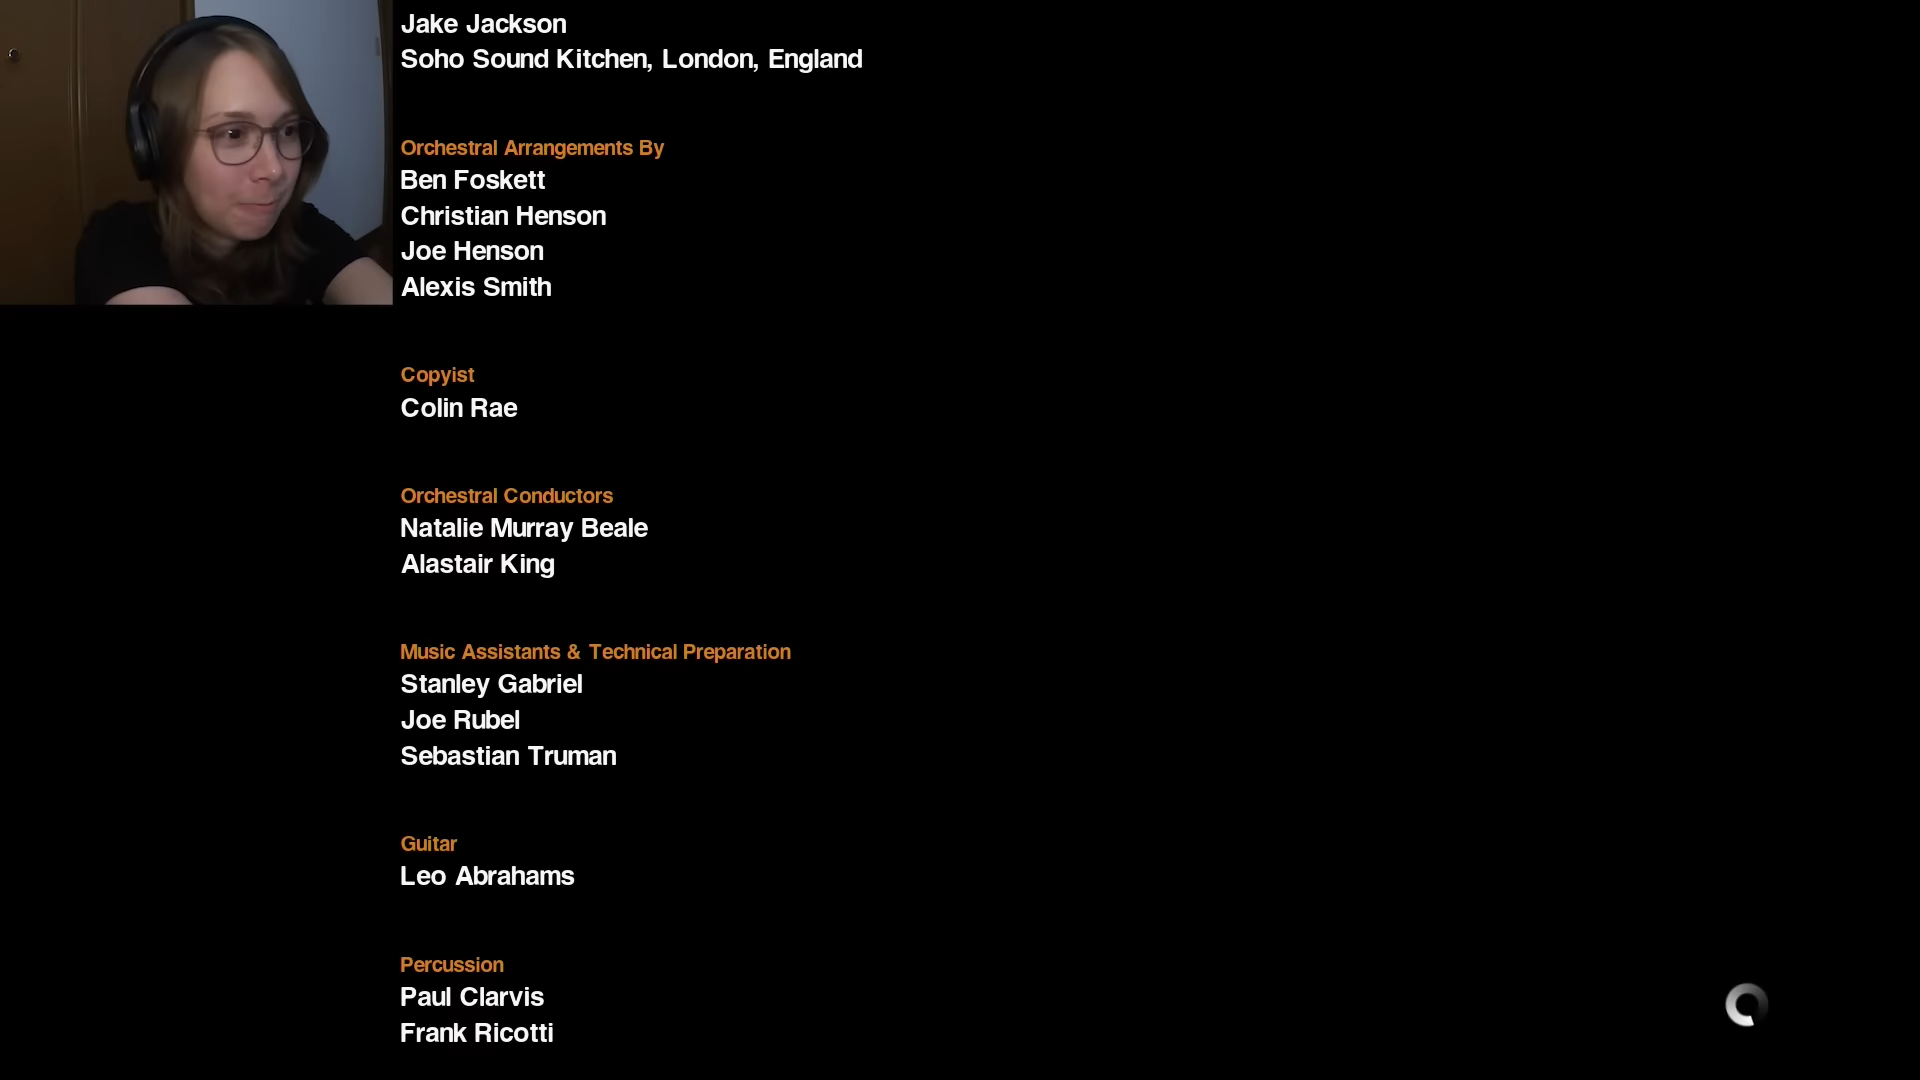 Jake Jackson
Soho Sound Kitchen, London, England
Orchestral Arrangements By
Ben Foskett
Christian Henson
Joe Henson
Alexis Smith
Copyist
Colin Rae
Orchestral Conductors
Natalie Murray Beale
Alastair King
Music Assistants & Technical Preparation
Stanley Gabriel
Joe Rubel
Sebastian Truman
Guitar
Leo Abrahams
Percussion
Paul Clarvis
Frank Ricotti